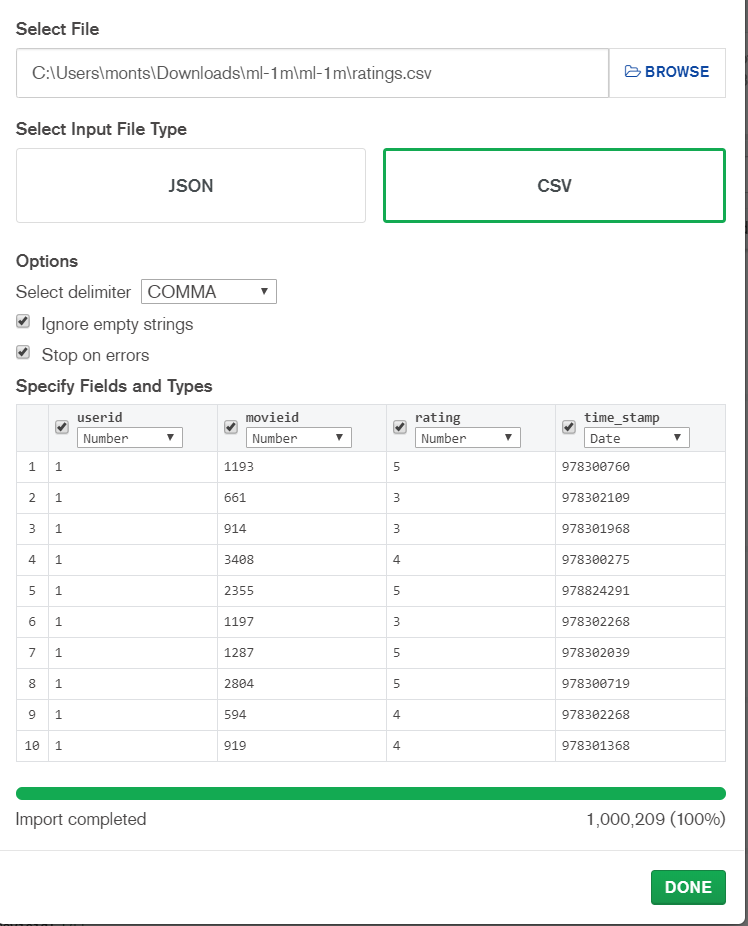 Select File
C:\Users\monts\Downloads\ml-1m\ml-1m\ratings.csv BROWSE
Select Input File Type
JSON CSV
Options
Select delimiter COMMA
Ignore empty strings
Stop on errors
Specify Fields and Types
userid movieid rating time_stamp
Number Number Number Date
1 1 1193 5 978300760
2 1 661 3 978302109
3 1 914 3 978301968
4 1 3408 4 978300275
5 1 2355 5 978824291
6 1 1197 3 978302268
7 1 1287 5 978302039
8 1 2804 5 978300719
9 1 594 4 978302268
10 1 919 4 978301368
Import completed 1,000,209 (100%)
DONE